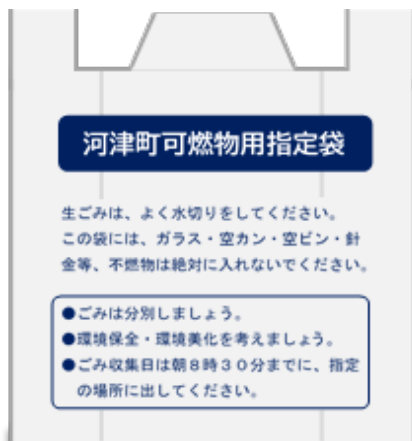 河津町可燃物用指定袋
生ごみは、よく水切りをしてください。
この袋には、ガラス・空カン・空ビン・針
金等、不燃物は絶対に入れないでください。
●ごみは分別しましょう。
●環境保全・環境美化を考えましょう。
●ごみ収集日は朝8時30分までに、指定
の場所に出してください。